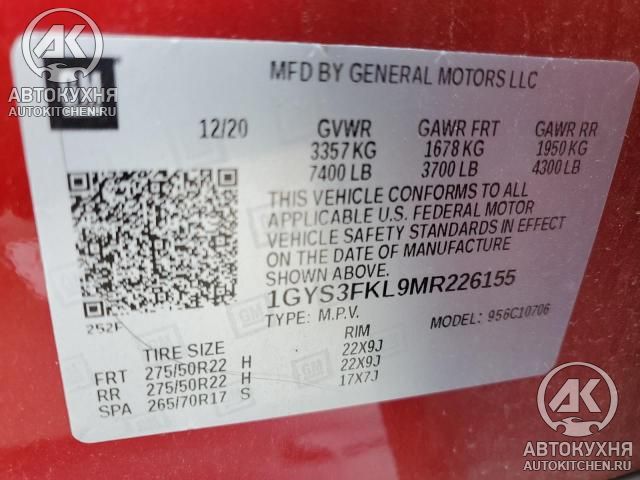 GM
АК
АВТОКУХНЯ
AUTOKITCHEN.RU
MFD BY GENERAL MOTORS LLC
12/20 GVWR GAWR FRT GAWR RR
3357 KG 1678 KG 1950 KG
7400 LB 3700 LB 4300 LB
THIS VEHICLE CONFORMS TO ALL
APPLICABLE U.S. FEDERAL MOTOR
VEHICLE SAFETY STANDARDS IN EFFECT
ON THE DATE OF MANUFACTURE
SHOWN ABOVE.
1GYS3FKL9MR226155
TYPE: M.P.V. MODEL: 956C10706
252F
TIRE SIZE RIM
FRT 275/50R22 H 22X9J
RR 275/50R22 H 22X9J
SPA 265/70R17 S 17X7J
АК
АВТОКУХНЯ
AUTOKITCHEN.RU